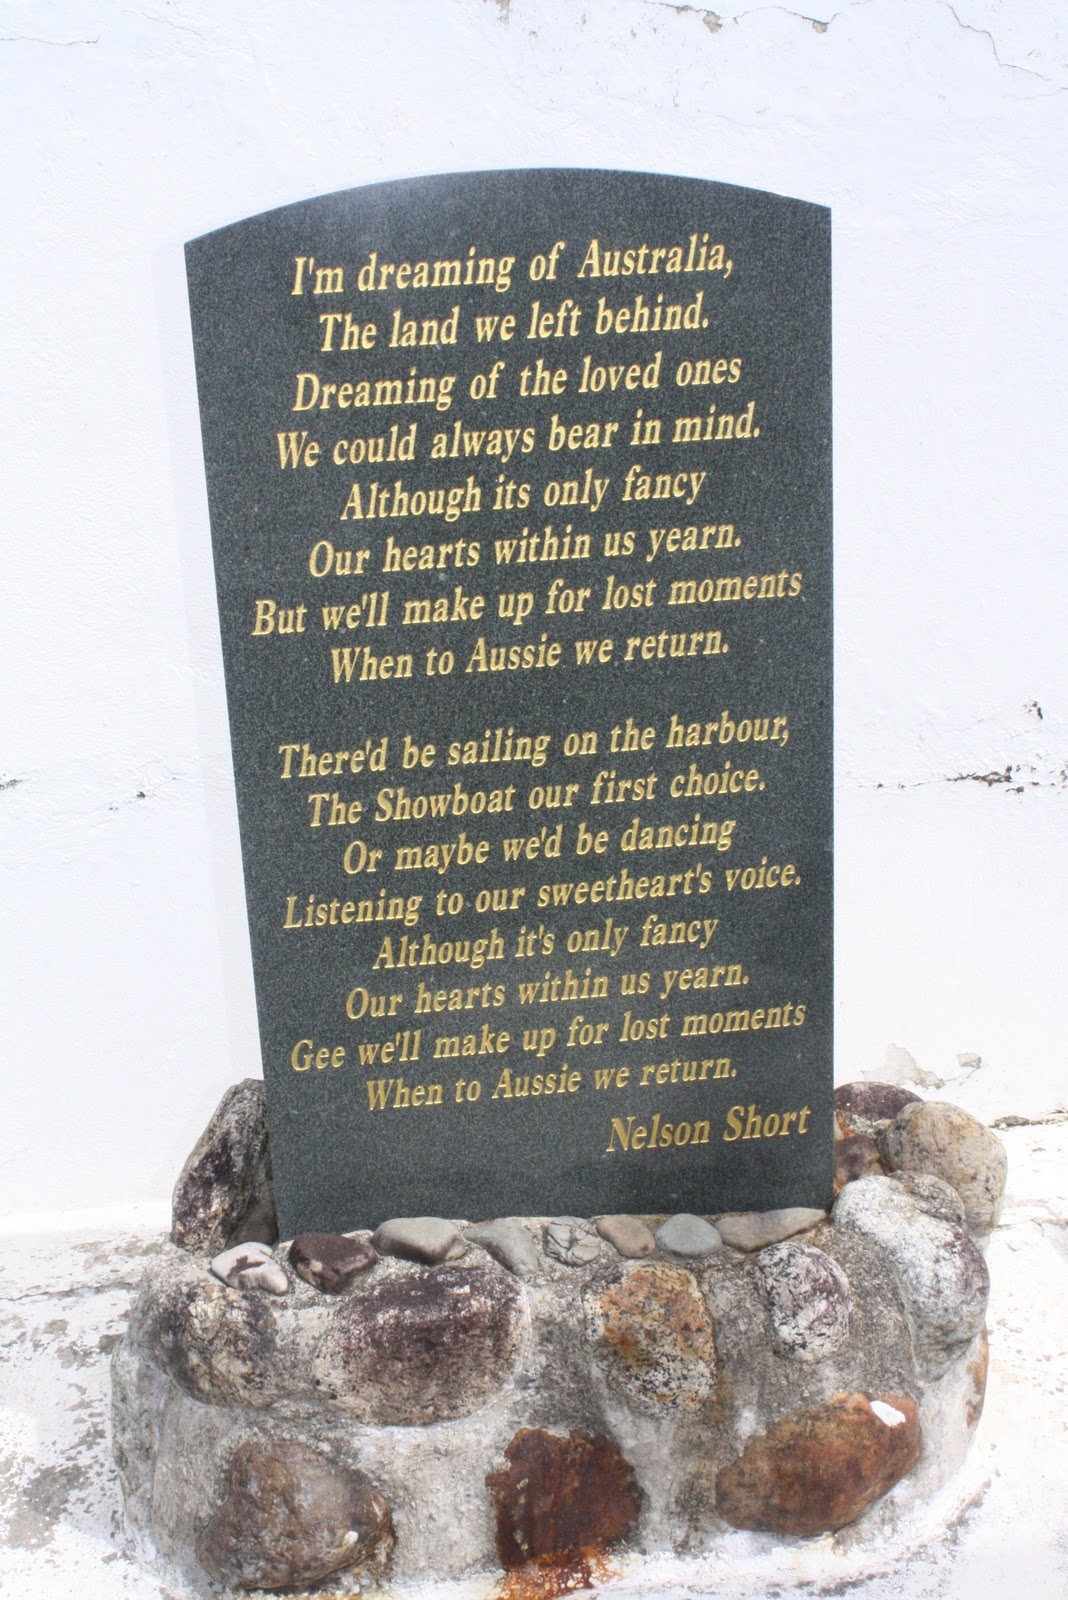 I'm dreaming of Australia,
The land we left behind.
Dreaming of the loved ones
We could always bear in mind.
Although its only fancy
Our hearts within us yearn.
But we'll make up for lost moments
When to Aussie we return.
There'd be sailing on the harbour,
The Showboat our first choice.
Or maybe we'd be dancing
Listening to our sweetheart's voice.
Although it's only fancy
Our hearts within us yearn.
Gee we'll make up for lost moments
When to Aussie we return.
Nelson Short